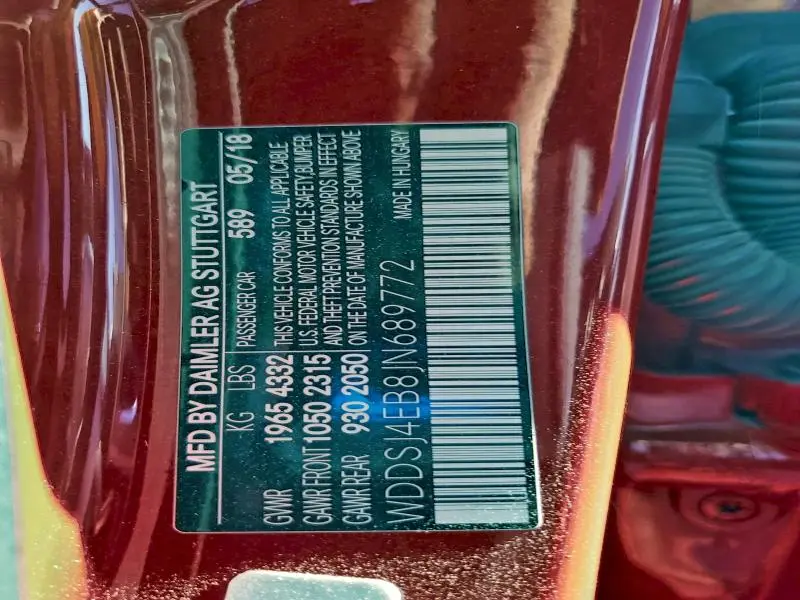 MFD BY DAIMLER AG STUTTGART
KG LBS PASSENGER CAR 589 05/18
GVWR 1965 4332 THIS VEHICLE CONFORMS TO ALL APPLICABLE
GAWR FRONT 1050 2315 U.S. FEDERAL MOTOR VEHICLE SAFETY,BUMPER
AND THEFT PREVENTION STANDARDS IN EFFECT
GAWR REAR 930 2050 ON THE DATE OF MANUFACTURE SHOWN ABOVE
WDDSJ4EB8JN689772 MADE IN HUNGARY